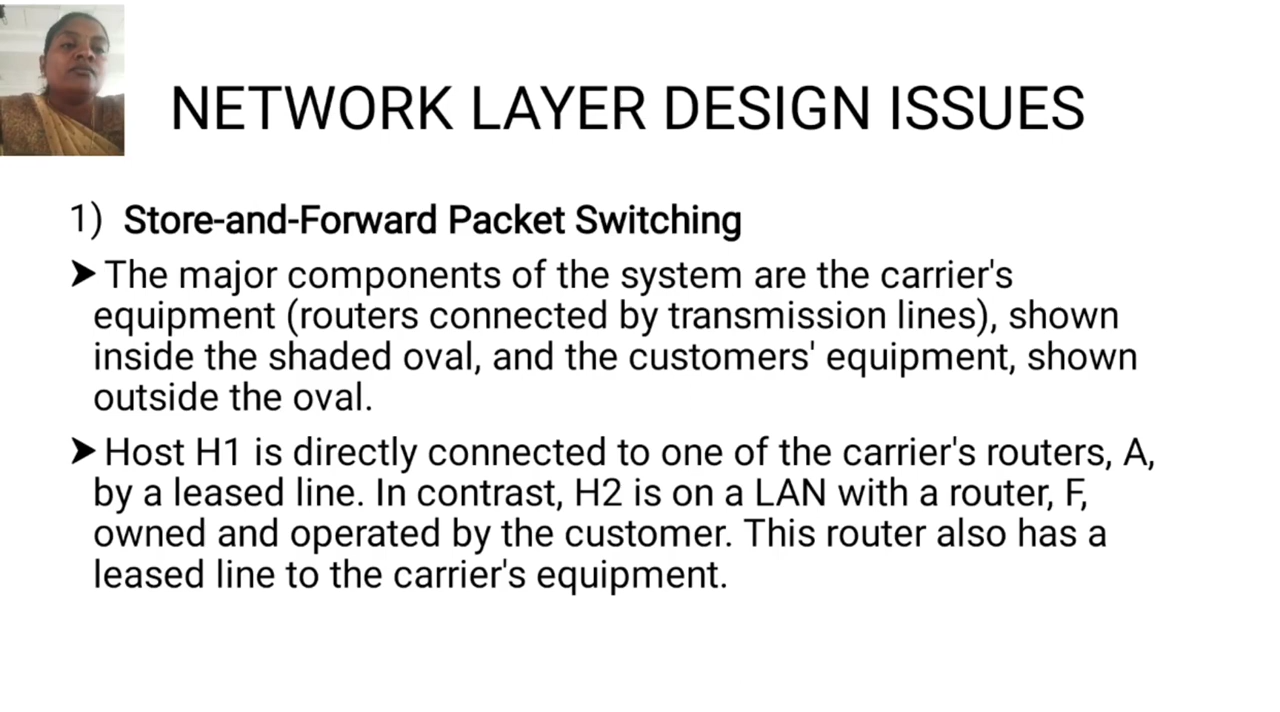 NETWORK LAYER DESIGN ISSUES
1) Store-and-Forward Packet Switching
➤ The major components of the system are the carrier's
equipment (routers connected by transmission lines), shown
inside the shaded oval, and the customers' equipment, shown
outside the oval.
➤ Host H1 is directly connected to one of the carrier's routers, A,
by a leased line. In contrast, H2 is on a LAN with a router, F,
owned and operated by the customer. This router also has a
leased line to the carrier's equipment.